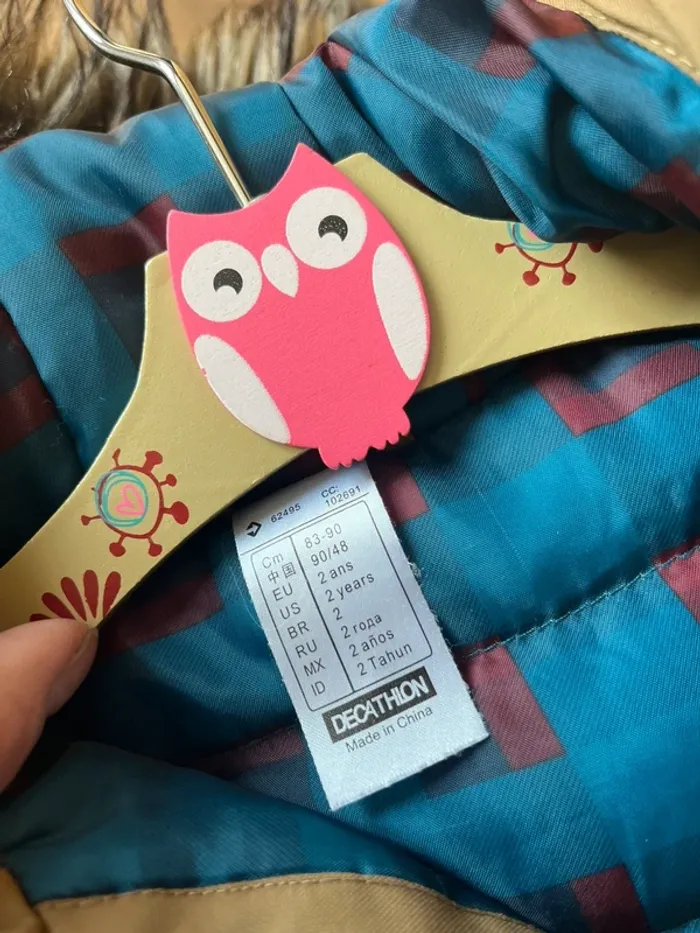 62495 CC: 102691
Cm 83-90
中国 90/48
EU 2 ans
US 2 years
BR 2
RU 2 года
MX 2 años
ID 2 Tahun
DECATHLON
Made in China